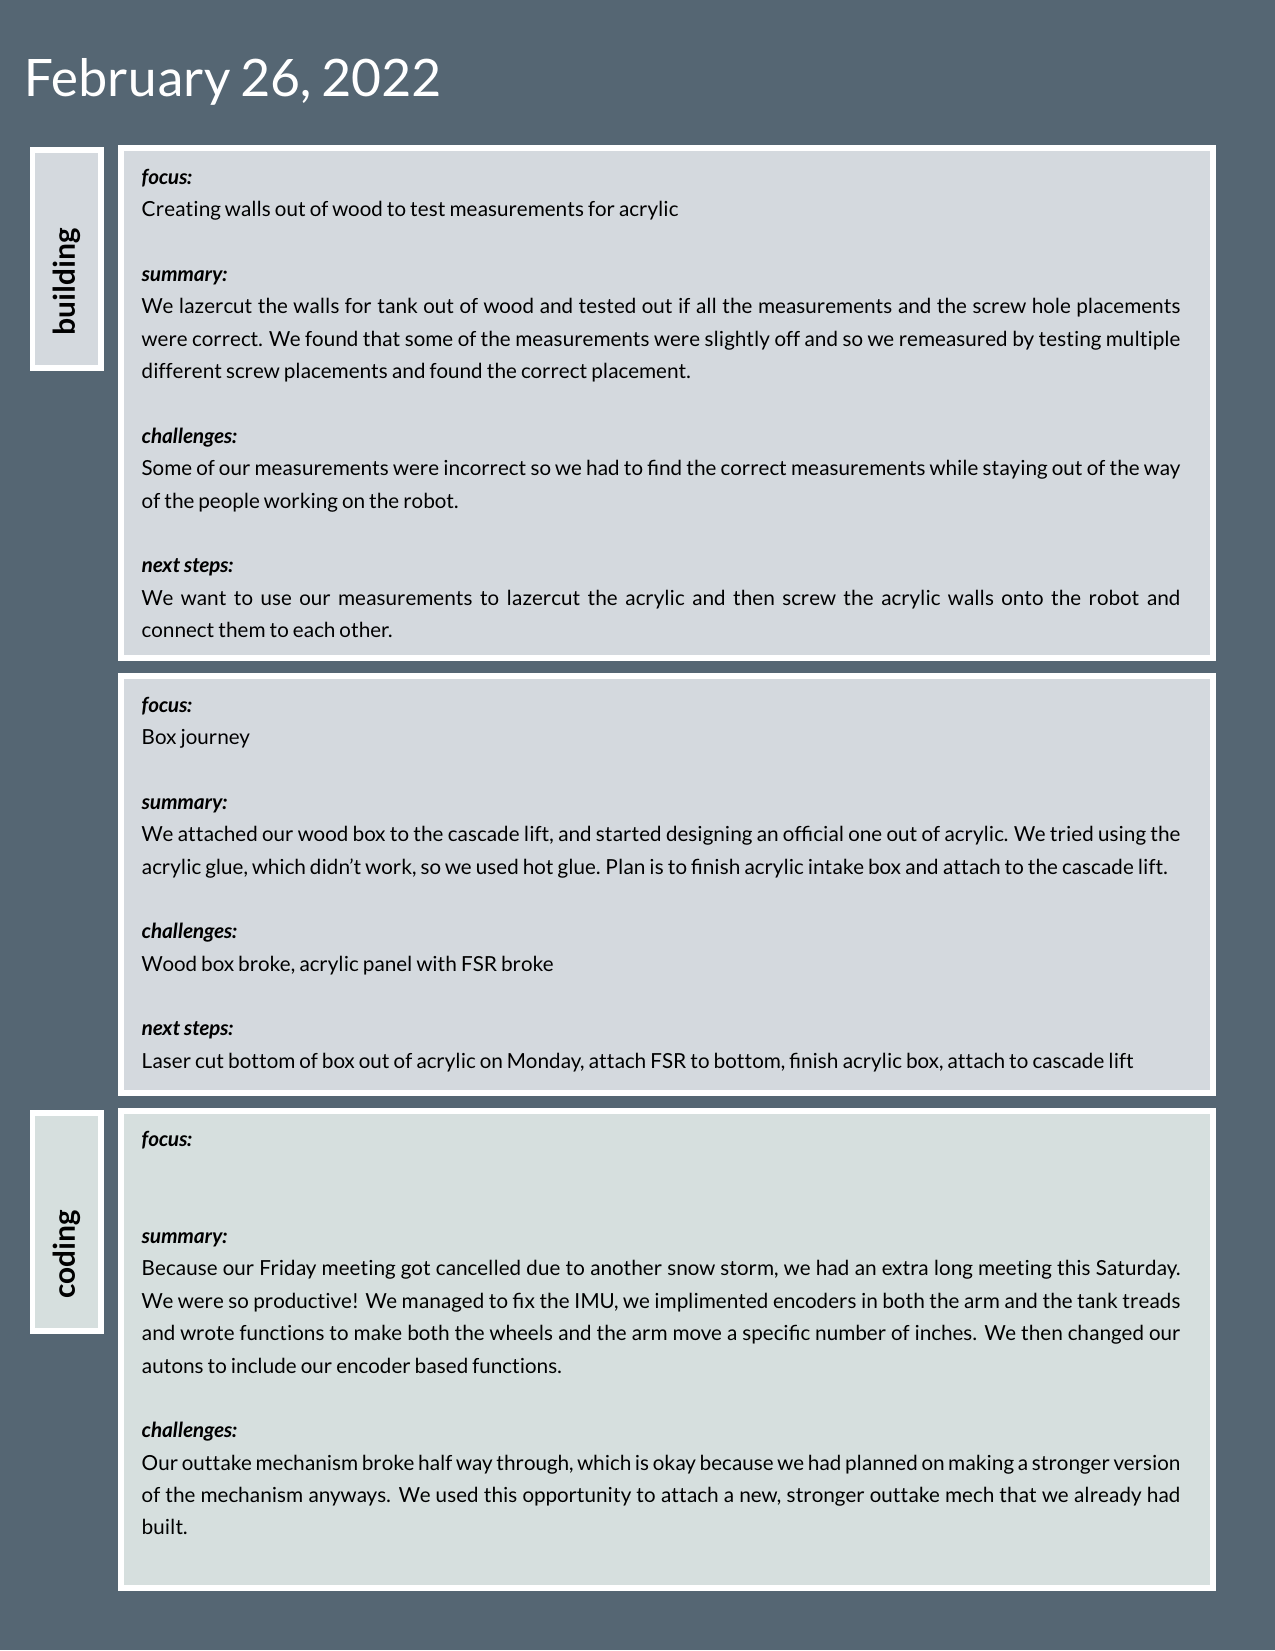 February 26, 2022
building
focus:
Creating walls out of wood to test measurements for acrylic
summary:
We lazercut the walls for tank out of wood and tested out if all the measurements and the screw hole placements
were correct. We found that some of the measurements were slightly off and so we remeasured by testing multiple
different screw placements and found the correct placement.
challenges:
Some of our measurements were incorrect so we had to find the correct measurements while staying out of the way
of the people working on the robot.
next steps:
We want to use our measurements to lazercut the acrylic and then screw the acrylic walls onto the robot and
connect them to each other.
focus:
Box journey
summary:
We attached our wood box to the cascade lift, and started designing an official one out of acrylic. We tried using the
acrylic glue, which didn’t work, so we used hot glue. Plan is to finish acrylic intake box and attach to the cascade lift.
challenges:
Wood box broke, acrylic panel with FSR broke
next steps:
Laser cut bottom of box out of acrylic on Monday, attach FSR to bottom, finish acrylic box, attach to cascade lift
coding
focus:
summary:
Because our Friday meeting got cancelled due to another snow storm, we had an extra long meeting this Saturday.
We were so productive! We managed to fix the IMU, we implimented encoders in both the arm and the tank treads
and wrote functions to make both the wheels and the arm move a specific number of inches. We then changed our
autons to include our encoder based functions.
challenges:
Our outtake mechanism broke half way through, which is okay because we had planned on making a stronger version
of the mechanism anyways. We used this opportunity to attach a new, stronger outtake mech that we already had
built.